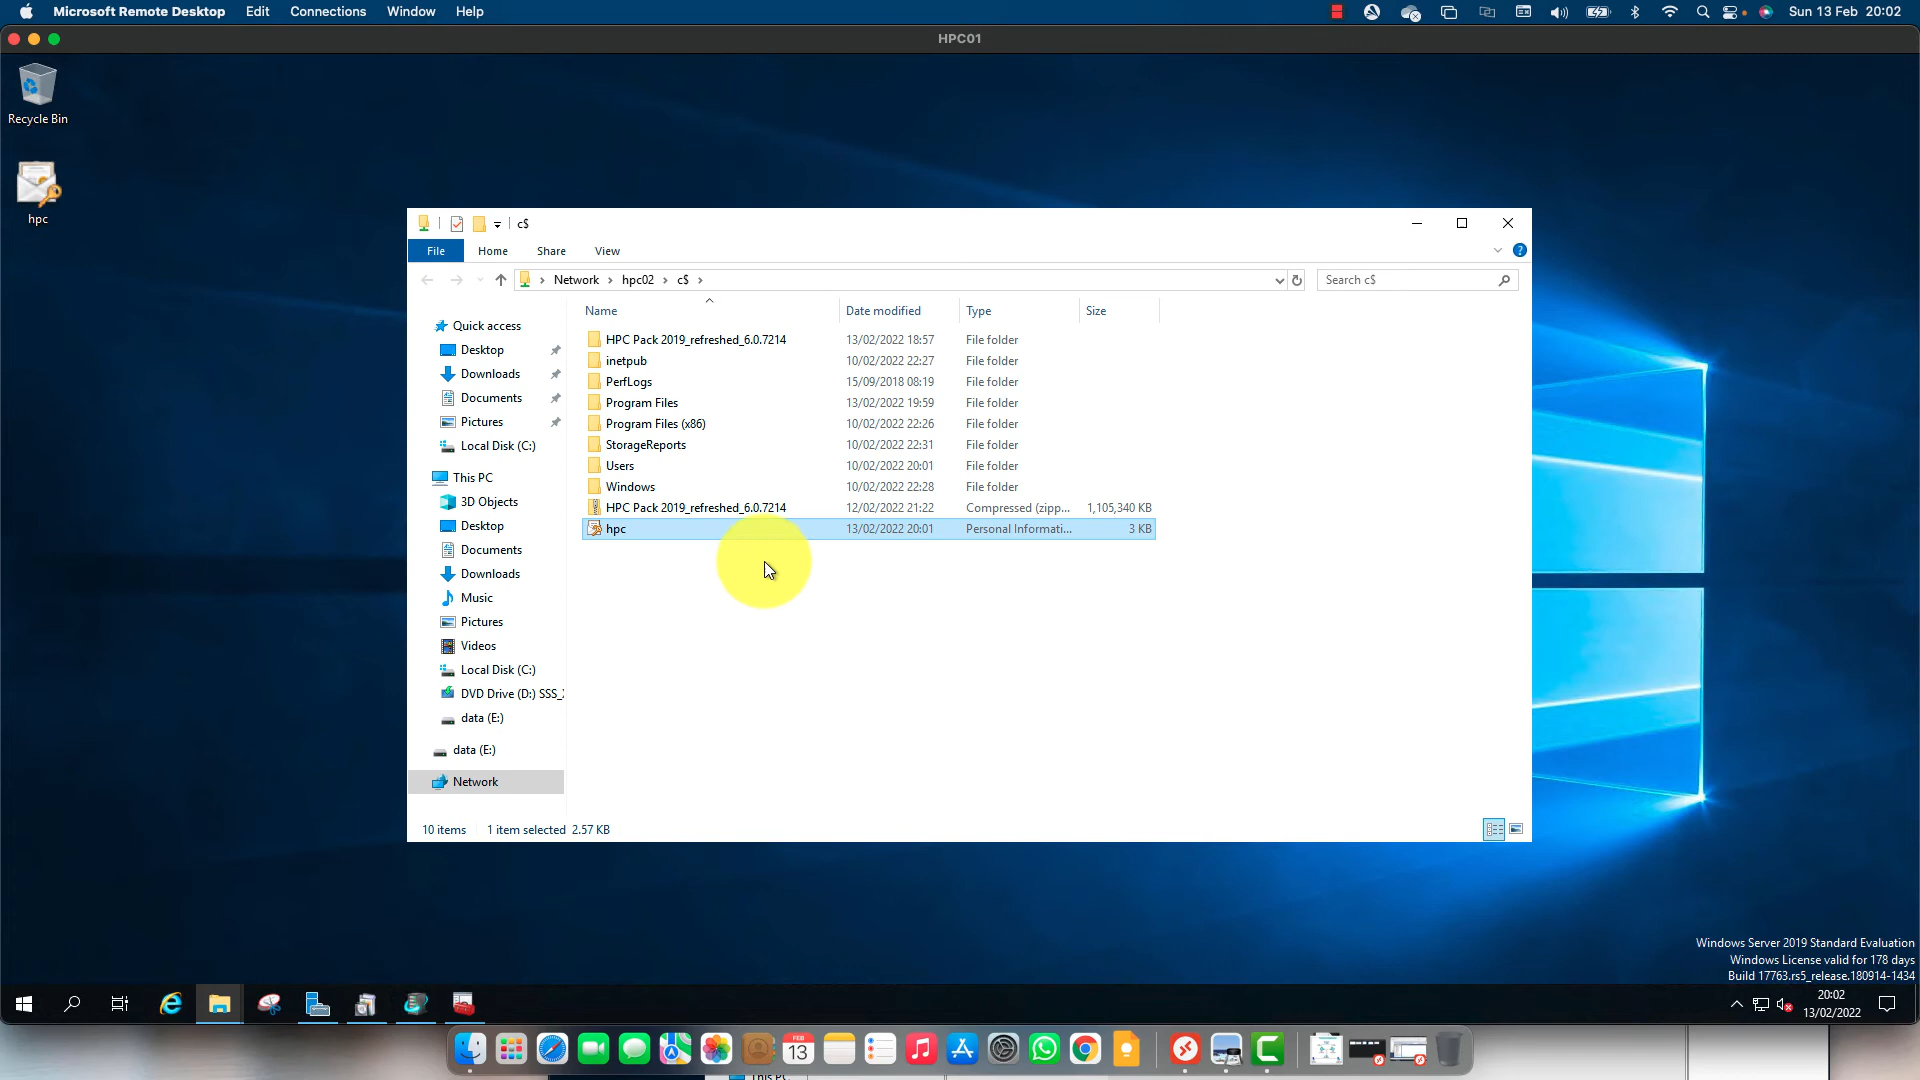 Microsoft Remote Desktop Edit Connections Window Help Sun 13 Feb 20:02
HPC01
Recycle Bin
hpc
c$
File Home Share View
Network hpc02 c$ Search c$
Name Date modified Type Size
Quick access
Desktop
Downloads
Documents
Pictures
Local Disk (C:)
This PC
3D Objects
Desktop
Documents
Downloads
Music
Pictures
Videos
Local Disk (C:)
DVD Drive (D:) SSS_
data (E:)
data (E:)
Network
HPC Pack 2019_refreshed_6.0.7214 13/02/2022 18:57 File folder
inetpub 10/02/2022 22:27 File folder
PerfLogs 15/09/2018 08:19 File folder
Program Files 13/02/2022 19:59 File folder
Program Files (x86) 10/02/2022 22:26 File folder
StorageReports 10/02/2022 22:31 File folder
Users 10/02/2022 20:01 File folder
Windows 10/02/2022 22:28 File folder
HPC Pack 2019_refreshed_6.0.7214 12/02/2022 21:22 Compressed (zipp... 1,105,340 KB
hpc 13/02/2022 20:01 Personal Informati... 3 KB
10 items 1 item selected 2.57 KB
Windows Server 2019 Standard Evaluation
Windows License valid for 178 days
Build 17763.rs5_release.180914-1434
20:02
13/02/2022
FEB
13